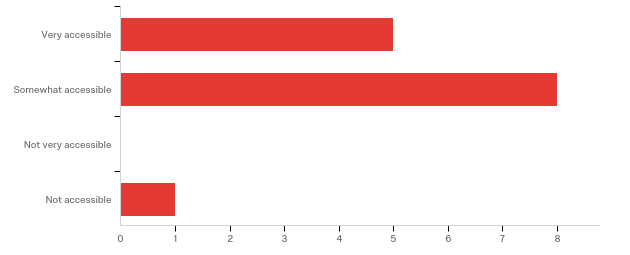 Very accessible
Somewhat accessible
Not very accessible
Not accessible
0 1 2 3 4 5 6 7 8